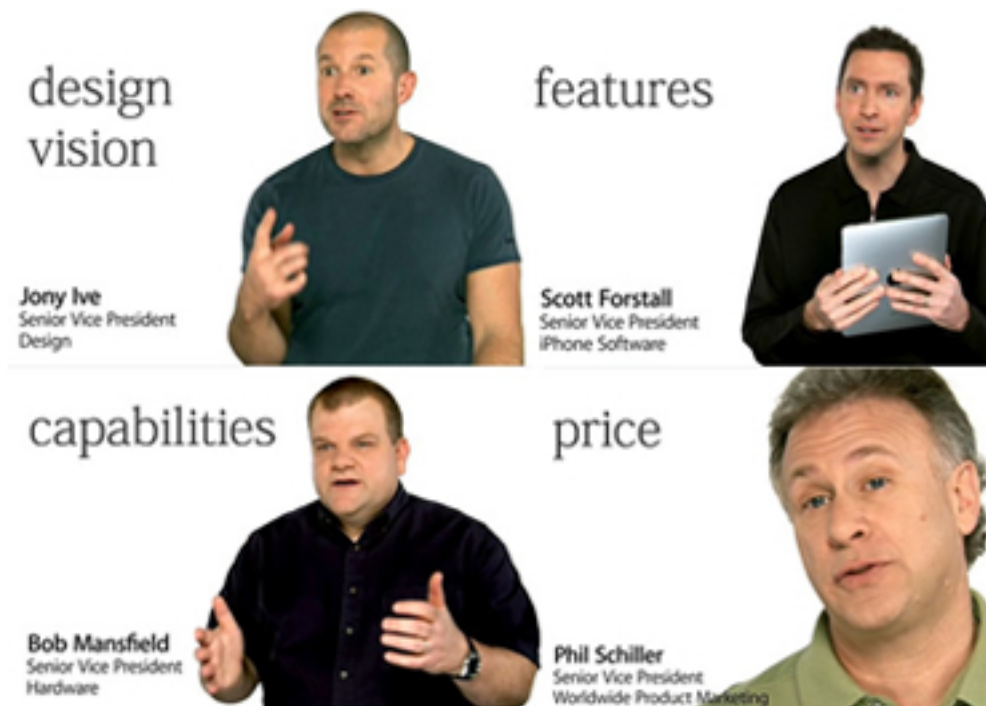 design
vision
Jony Ive
Senior Vice President
Design
features
Scott Forstall
Senior Vice President
iPhone Software
capabilities
Bob Mansfield
Senior Vice President
Hardware
price
Phil Schiller
Senior Vice President
Worldwide Product Marketing